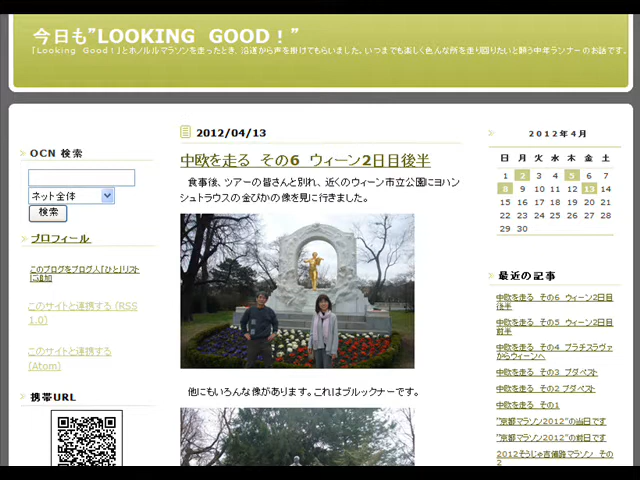 今日も"LOOKING GOOD！"
「Looking Good！」とホノルルマラソンを走ったとき、沿道から声を掛けてもらいました。いつまでも楽しく色んな所を走り回りたいと願う中年ランナーのお話です。
OCN 検索
ネット全体
検索
プロフィール
このブログをブログ人「ひと」リスト
に追加
このサイトと連携する (RSS
1.0)
このサイトと連携する
(Atom)
携帯URL
2012/04/13
中欧を走る その6 ウィーン2日目後半
食事後、ツアーの皆さんと別れ、近くのウィーン市立公園にヨハン
シュトラウスの金ぴかの像を見に行きました。
他にもいろんな像があります。これはブルックナーです。
2012年4月
日 月 火 水 木 金 土
1 2 3 4 5 6 7
8 9 10 11 12 13 14
15 16 17 18 19 20 21
22 23 24 25 26 27 28
29 30
最近の記事
中欧を走る その6 ウィーン2日目
後半
中欧を走る その5 ウィーン2日目
前半
中欧を走る その4 ブラチスラヴァ
からウィーンへ
中欧を走る その3 ブダペスト
中欧を走る その2 ブダペスト
中欧を走る その1
"京都マラソン2012"の当日です
"京都マラソン2012"の前日です
2012そうじゃ吉備路マラソン その
2